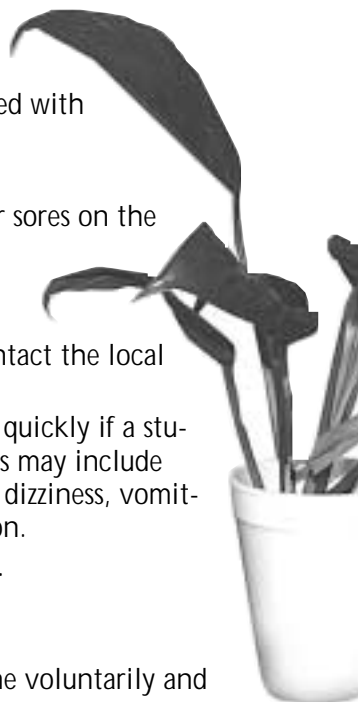 ed with
r sores on the
ntact the local
quickly if a stu-
s may include
dizziness, vomit-
on.
.
ne voluntarily and